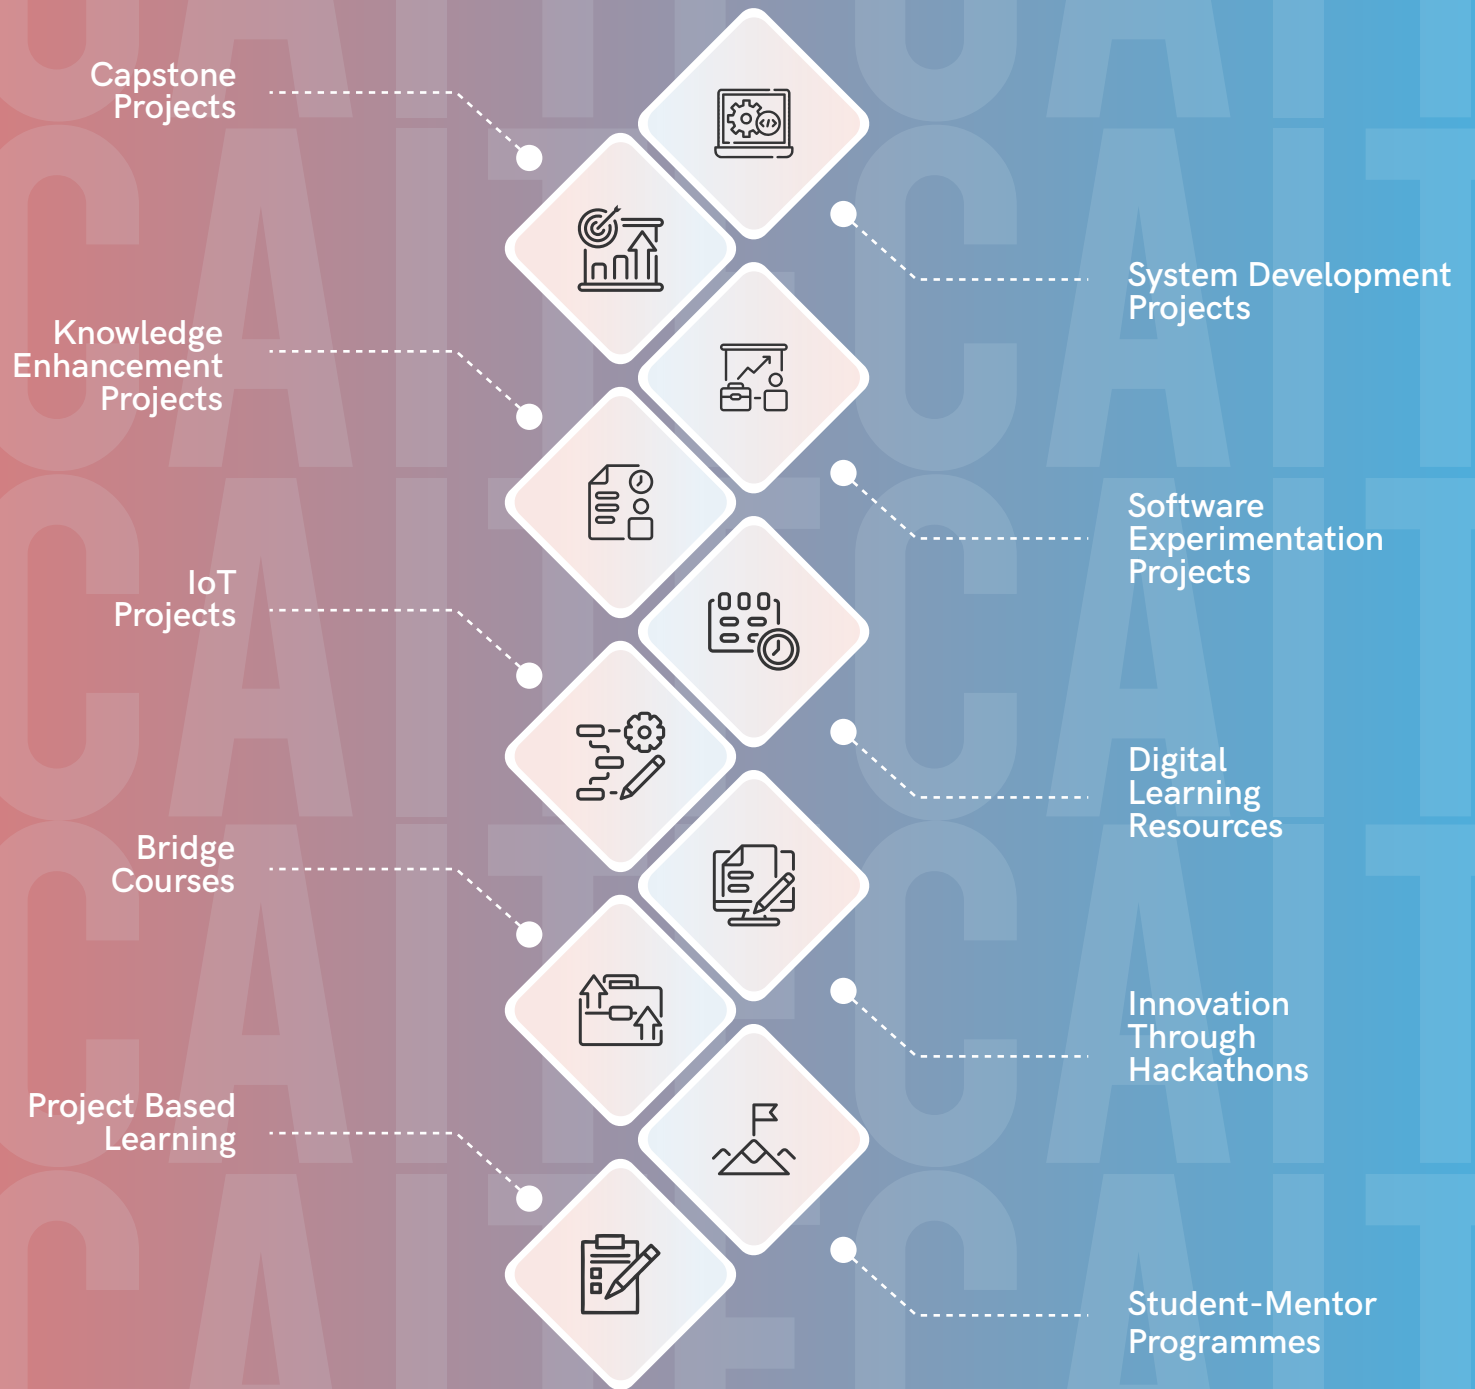 Capstone
Projects
System Development
Projects
Knowledge
Enhancement
Projects
Software
Experimentation
Projects
IoT
Projects
Digital
Learning
Resources
Bridge
Courses
Innovation
Through
Hackathons
Project Based
Learning
Student-Mentor
Programmes